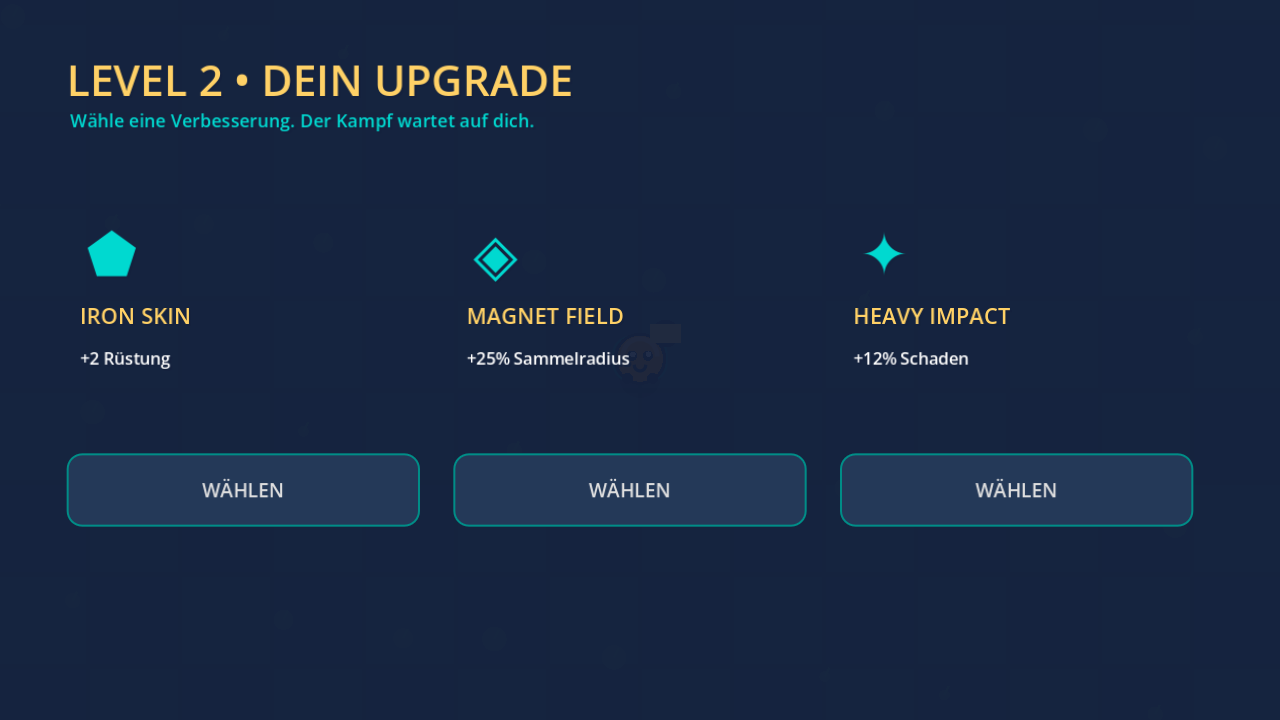 LEVEL 2 • DEIN UPGRADE
Wähle eine Verbesserung. Der Kampf wartet auf dich.
IRON SKIN
+2 Rüstung
WÄHLEN
MAGNET FIELD
+25% Sammelradius
WÄHLEN
HEAVY IMPACT
+12% Schaden
WÄHLEN